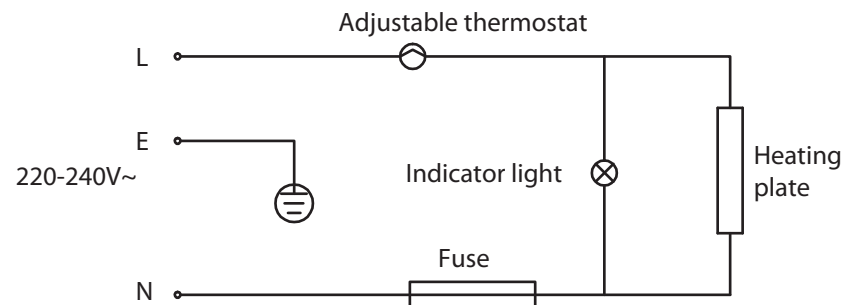 Adjustable thermostat
L
E
220-240V~
Indicator light
Heating
plate
Fuse
N